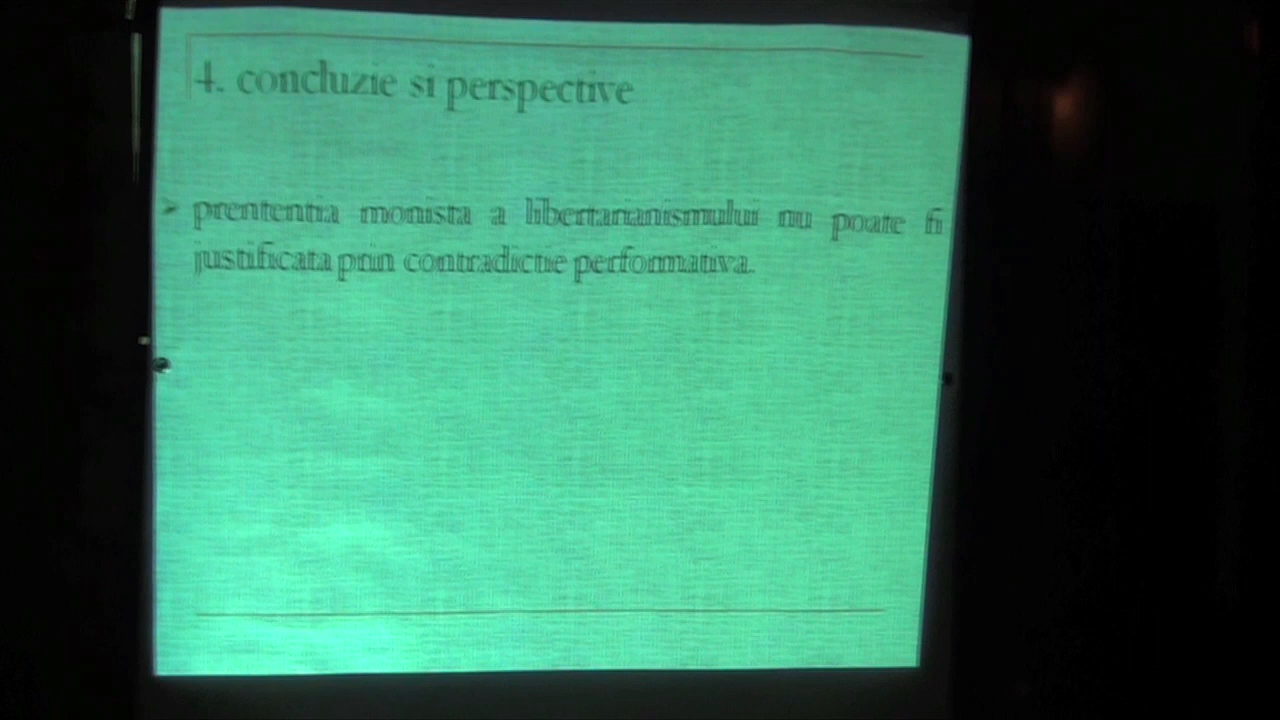 4. concluzie si perspective
prententia monista a libertarianismului nu poate fi
justificata prin contradictie performativa.